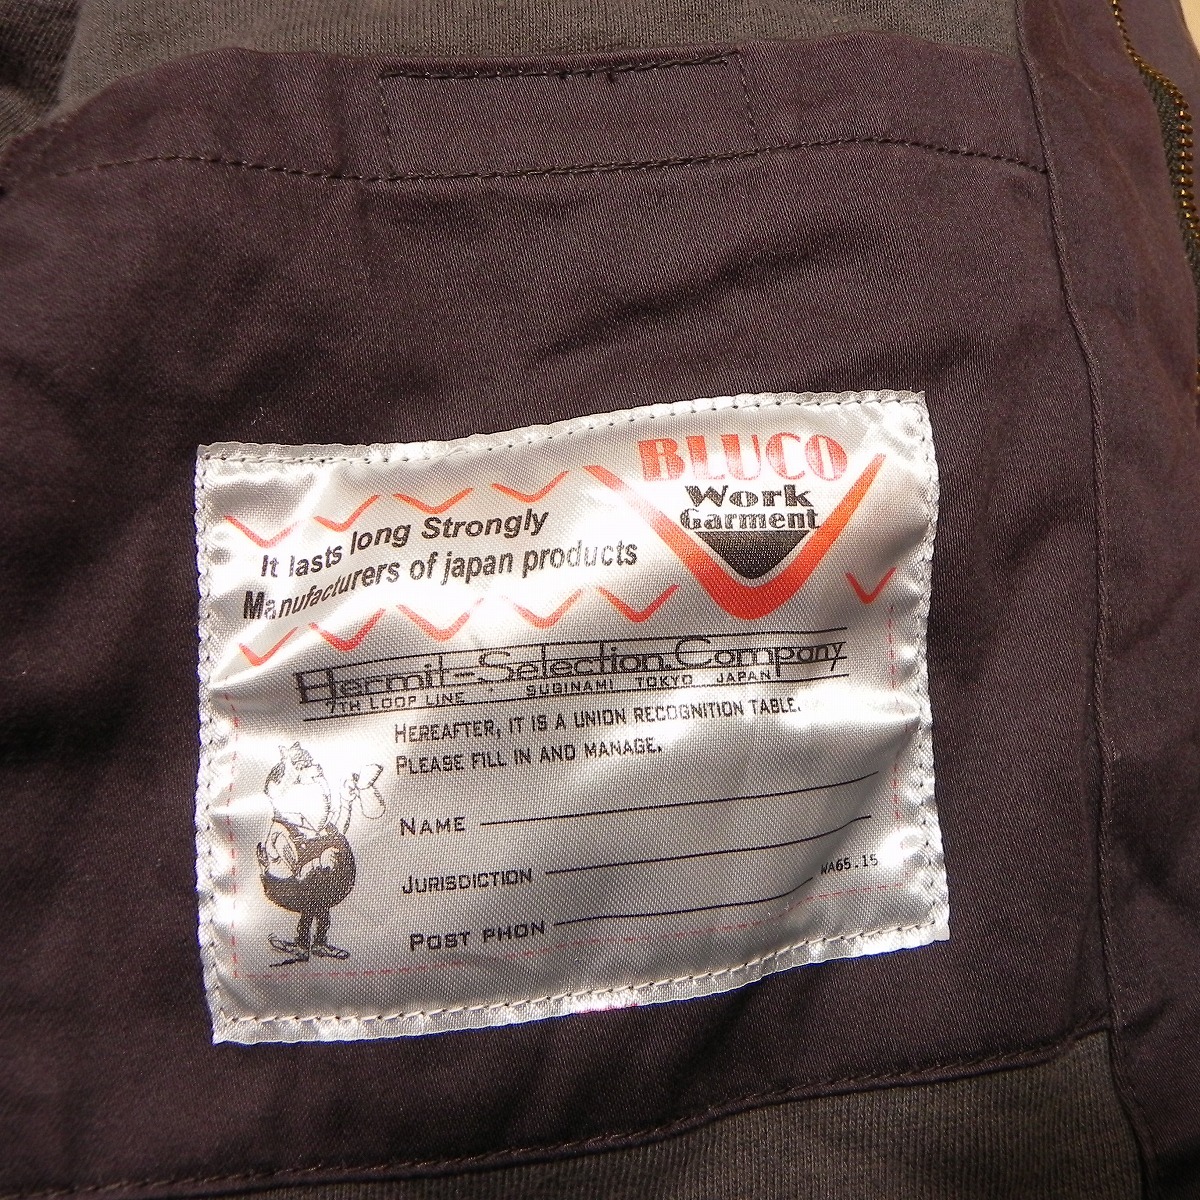 BLUCO
Work
Garment
It lasts long Strongly
Manufacturers of japan products
Hermit-Selection.Company
7TH LOOP LINE . SUGINAMI TOKYO JAPAN
HEREAFTER, IT IS A UNION RECOGNITION TABLE.
PLEASE FILL IN AND MANAGE.
NAME
JURISDICTION
WA65.15
POST PHON